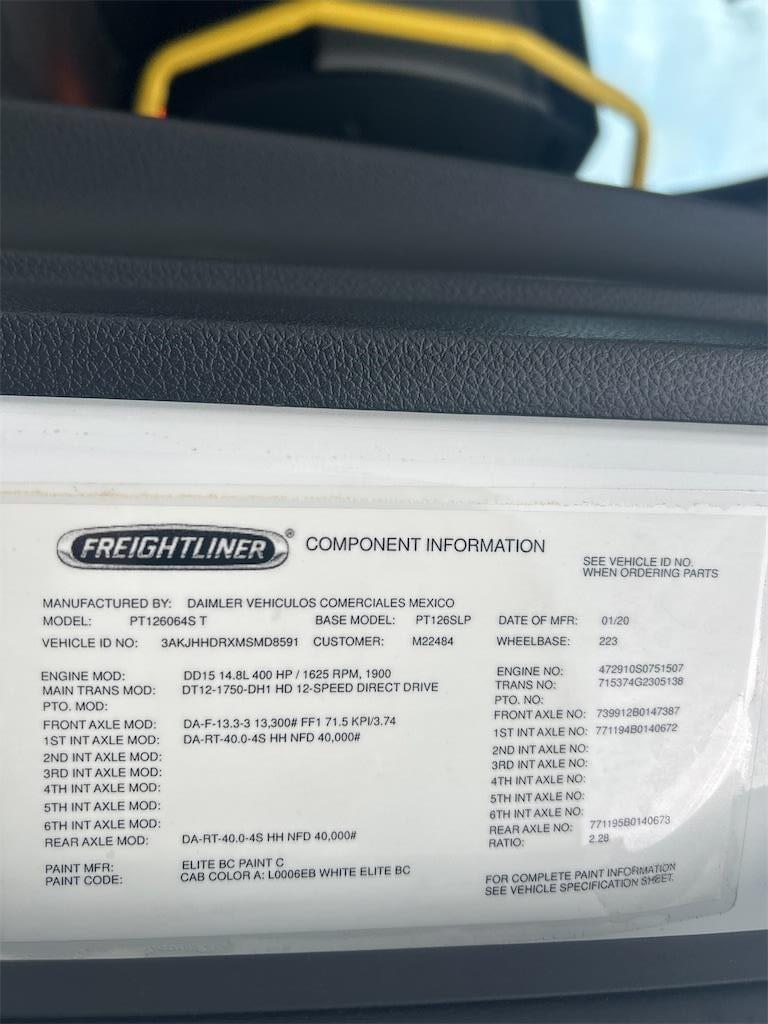 FREIGHTLINER® COMPONENT INFORMATION
SEE VEHICLE ID NO.
WHEN ORDERING PARTS
MANUFACTURED BY: DAIMLER VEHICULOS COMERCIALES MEXICO
MODEL: PT126064S T BASE MODEL: PT126SLP DATE OF MFR: 01/20
VEHICLE ID NO: 3AKJHHDRXMSMD8591 CUSTOMER: M22484 WHEELBASE: 223
ENGINE MOD: DD15 14.8L 400 HP / 1625 RPM, 1900 ENGINE NO: 472910S0751507
MAIN TRANS MOD: DT12-1750-DH1 HD 12-SPEED DIRECT DRIVE TRANS NO: 715374G2305138
PTO. MOD: PTO. NO:
FRONT AXLE MOD: DA-F-13.3-3 13,300# FF1 71.5 KPI/3.74 FRONT AXLE NO: 739912B0147387
1ST INT AXLE MOD: DA-RT-40.0-4S HH NFD 40,000# 1ST INT AXLE NO: 771194B0140672
2ND INT AXLE MOD: 2ND INT AXLE NO:
3RD INT AXLE MOD: 3RD INT AXLE NO:
4TH INT AXLE MOD: 4TH INT AXLE NO:
5TH INT AXLE MOD: 5TH INT AXLE NO:
6TH INT AXLE MOD: 6TH INT AXLE NO:
REAR AXLE MOD: DA-RT-40.0-4S HH NFD 40,000# REAR AXLE NO: 771195B0140673
RATIO: 2.28
PAINT MFR: ELITE BC PAINT C
PAINT CODE: CAB COLOR A: L0006EB WHITE ELITE BC
FOR COMPLETE PAINT INFORMATION
SEE VEHICLE SPECIFICATION SHEET.